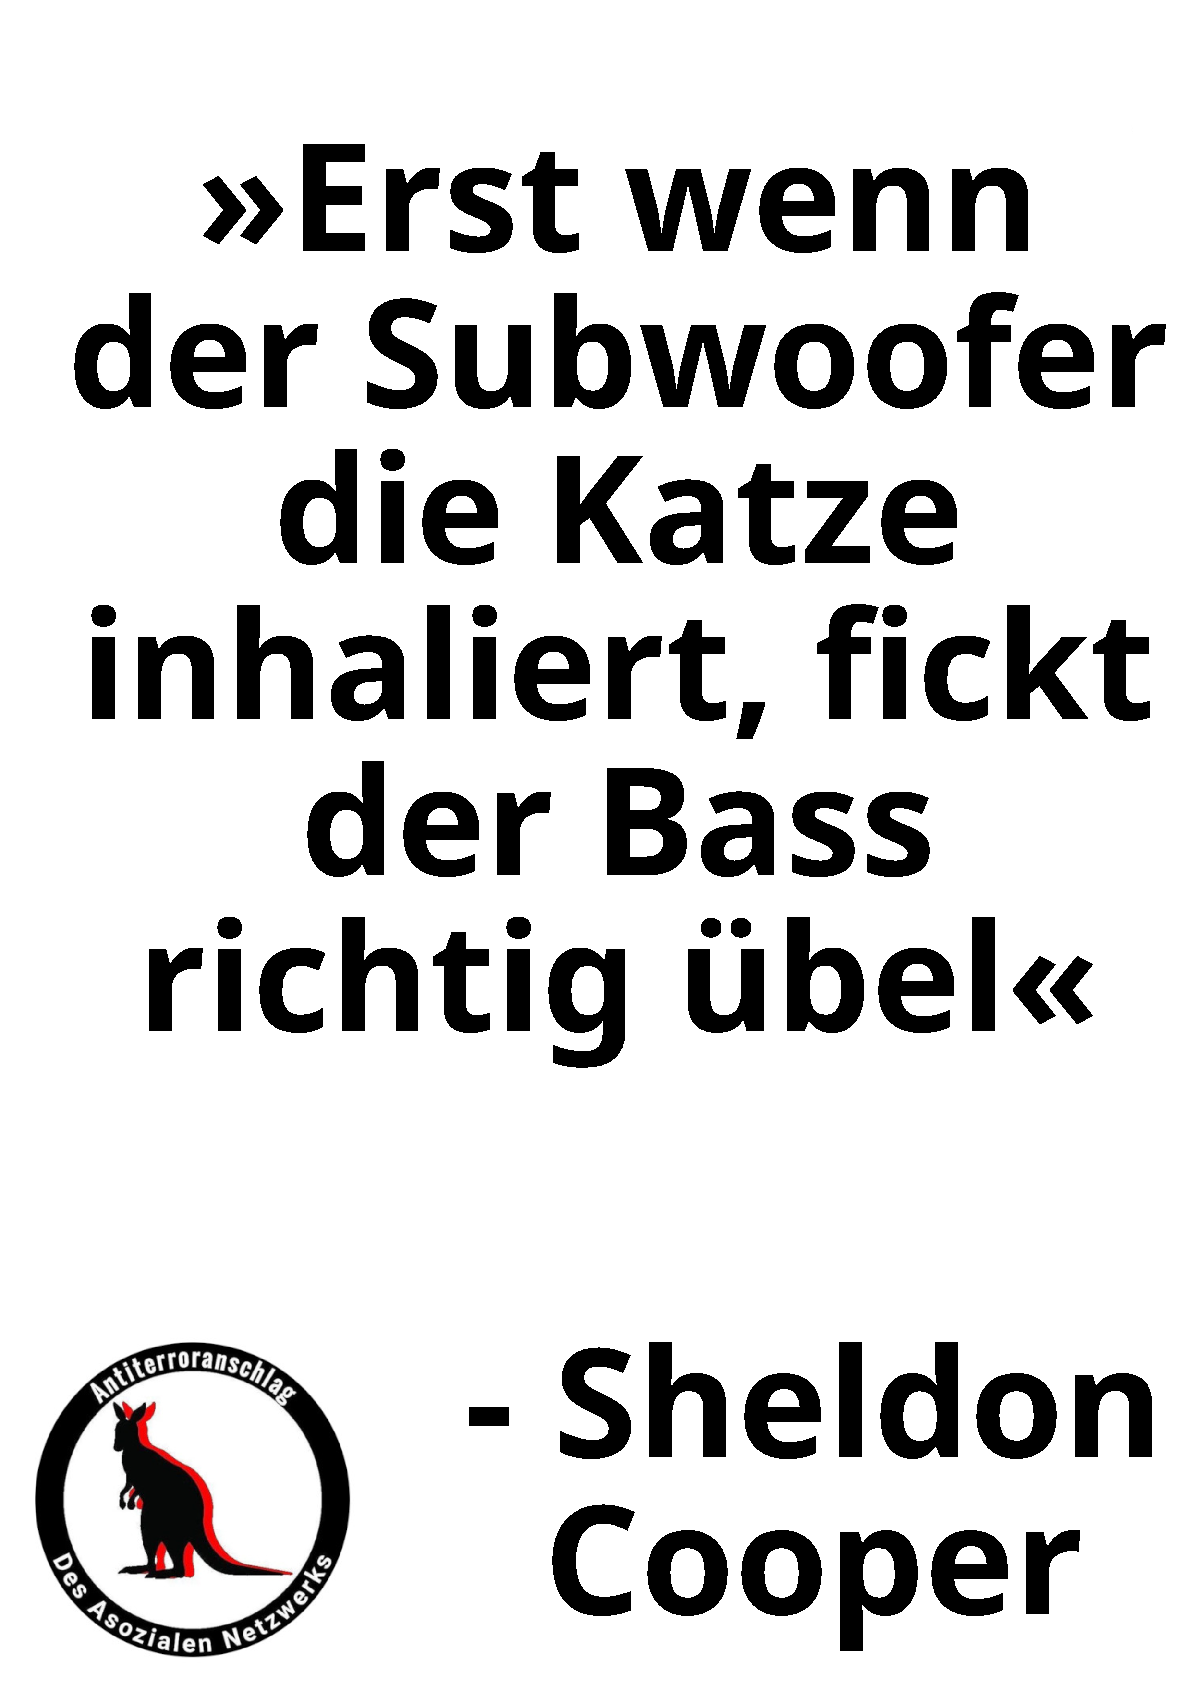 »Erst wenn
der Subwoofer
die Katze
inhaliert, fickt
der Bass
richtig übel«
- Sheldon
Cooper
Antiterroranschlag
Des Asozialen Netzwerks